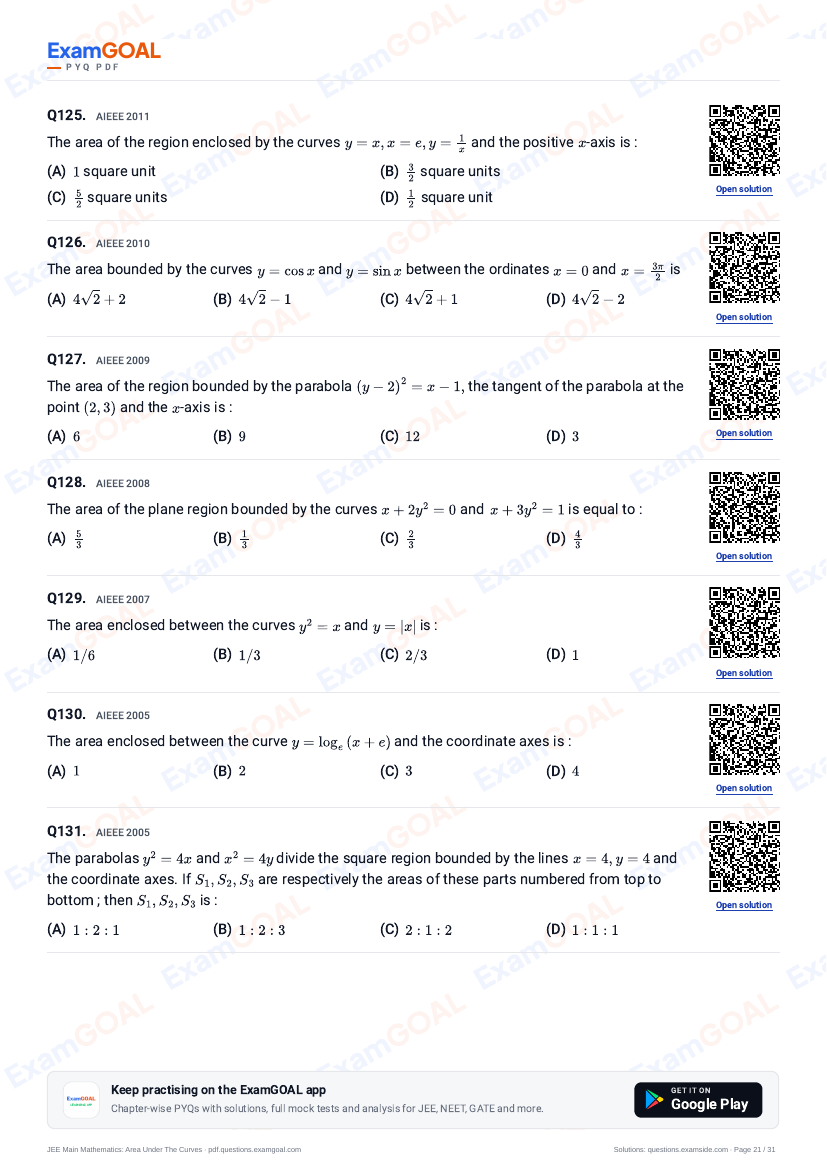 ExamGOAL
PYQ PDF
Q125. AIEEE 2011
The area of the region enclosed by the curves y = x, x = e, y = 1/x and the positive x-axis is :
(A) 1 square unit (B) 3/2 square units
(C) 5/2 square units (D) 1/2 square unit
Open solution
Q126. AIEEE 2010
The area bounded by the curves y = cos x and y = sin x between the ordinates x = 0 and x = 3π/2 is
(A) 4√2 + 2 (B) 4√2 − 1 (C) 4√2 + 1 (D) 4√2 − 2
Open solution
Q127. AIEEE 2009
The area of the region bounded by the parabola (y − 2)² = x − 1, the tangent of the parabola at the
point (2, 3) and the x-axis is :
(A) 6 (B) 9 (C) 12 (D) 3
Open solution
Q128. AIEEE 2008
The area of the plane region bounded by the curves x + 2y² = 0 and x + 3y² = 1 is equal to :
(A) 5/3 (B) 1/3 (C) 2/3 (D) 4/3
Open solution
Q129. AIEEE 2007
The area enclosed between the curves y² = x and y = |x| is :
(A) 1/6 (B) 1/3 (C) 2/3 (D) 1
Open solution
Q130. AIEEE 2005
The area enclosed between the curve y = logₑ (x + e) and the coordinate axes is :
(A) 1 (B) 2 (C) 3 (D) 4
Open solution
Q131. AIEEE 2005
The parabolas y² = 4x and x² = 4y divide the square region bounded by the lines x = 4, y = 4 and
the coordinate axes. If S₁, S₂, S₃ are respectively the areas of these parts numbered from top to
bottom ; then S₁, S₂, S₃ is :
(A) 1 : 2 : 1 (B) 1 : 2 : 3 (C) 2 : 1 : 2 (D) 1 : 1 : 1
Open solution
ExamGOAL
Keep practising on the ExamGOAL app
Chapter-wise PYQs with solutions, full mock tests and analysis for JEE, NEET, GATE and more.
GET IT ON
Google Play
JEE Main Mathematics: Area Under The Curves · pdf.questions.examgoal.com
Solutions: questions.examside.com · Page 21 / 31